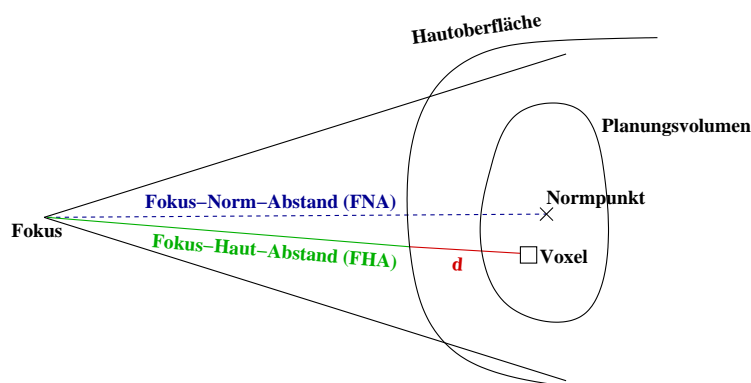 Hautoberfläche
Planungsvolumen
Fokus−Norm−Abstand (FNA)
Normpunkt
Fokus
Fokus−Haut−Abstand (FHA)
d
Voxel